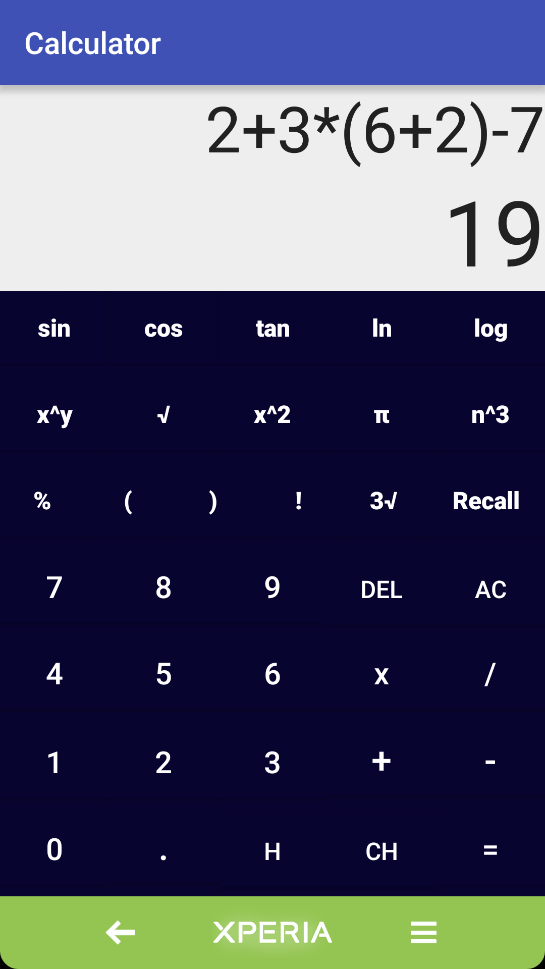 Calculator
2+3*(6+2)-7
19
sin cos tan ln log
x^y √ x^2 π n^3
% ( ) ! 3√ Recall
7 8 9 DEL AC
4 5 6 x /
1 2 3 + -
0 . H CH =
XPERIA